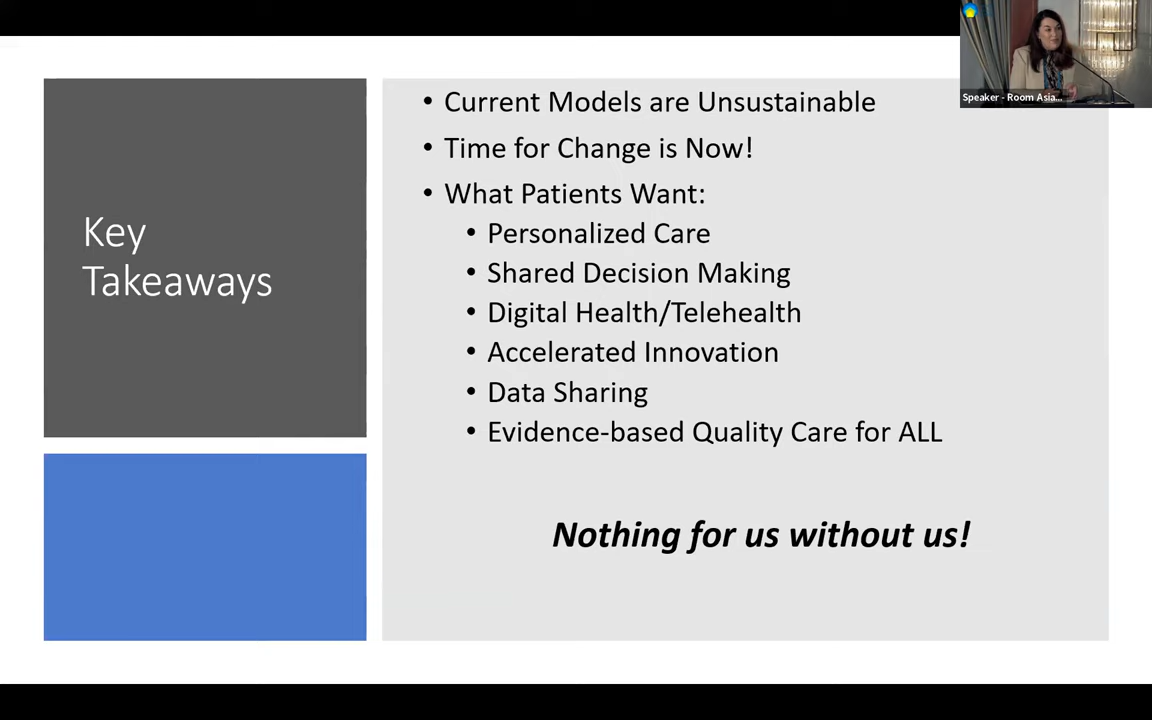 Speaker - Room Asia...
Key
Takeaways
• Current Models are Unsustainable
• Time for Change is Now!
• What Patients Want:
• Personalized Care
• Shared Decision Making
• Digital Health/Telehealth
• Accelerated Innovation
• Data Sharing
• Evidence-based Quality Care for ALL
Nothing for us without us!